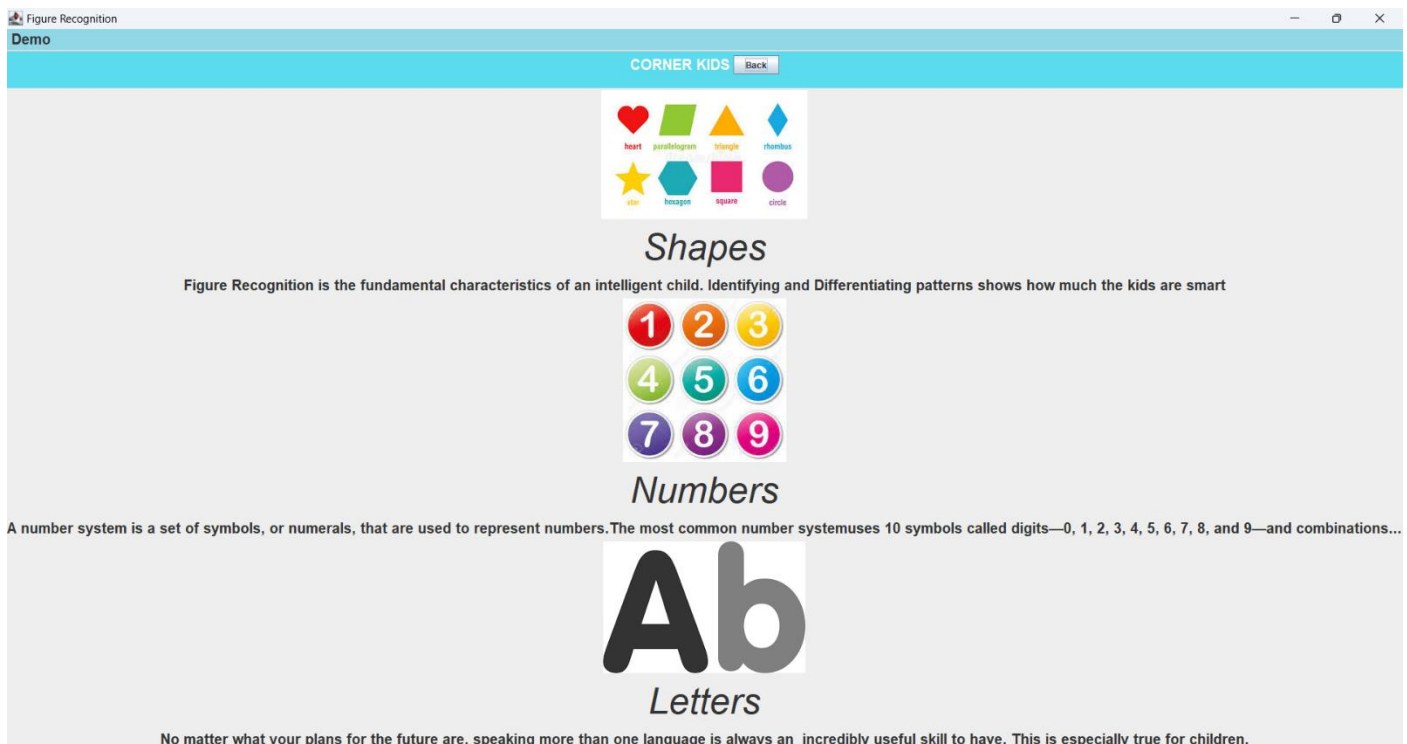 Figure Recognition
Demo
CORNER KIDS Back
heart parallelogram triangle rhombus
star hexagon square circle
Shapes
Figure Recognition is the fundamental characteristics of an intelligent child. Identifying and Differentiating patterns shows how much the kids are smart
1 2 3
4 5 6
7 8 9
Numbers
A number system is a set of symbols, or numerals, that are used to represent numbers.The most common number systemuses 10 symbols called digits—0, 1, 2, 3, 4, 5, 6, 7, 8, and 9—and combinations...
Ab
Letters
No matter what your plans for the future are, speaking more than one language is always an incredibly useful skill to have. This is especially true for children.